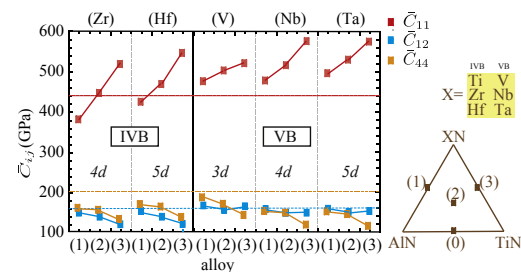 (Zr) (Hf) (V) (Nb) (Ta)
C̄11
C̄12
C̄44
600
500
400
300
200
100
C̄ij(GPa)
IVB VB
4d 5d 3d 4d 5d
(1) (2) (3) (1) (2) (3) (1) (2) (3) (1) (2) (3) (1) (2) (3)
alloy
IVB VB
X= Ti V
Zr Nb
Hf Ta
XN
(1) (3)
(2)
AlN (0) TiN